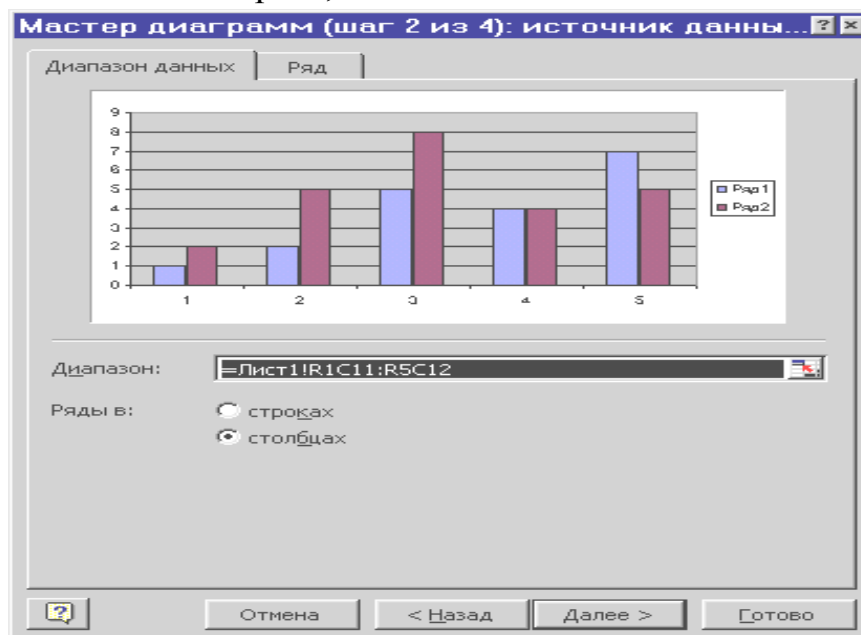 Мастер диаграмм (шаг 2 из 4): источник данны...
Диапазон данных Ряд
9
8
7
6
5
4
3
2
1
0
1 2 3 4 5
Ряд1
Ряд2
Диапазон: =Лист1!R1C11:R5C12
Ряды в: строках
столбцах
Отмена < Назад Далее > Готово